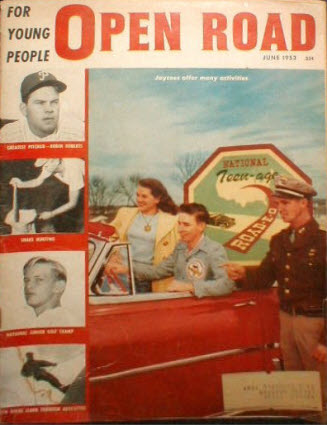 FOR
YOUNG
PEOPLE
OPEN ROAD
JUNE 1953
Jaycees offer many activities
GREATEST PITCHER—ROBIN ROBERTS
SNAKE HUNTING
NATIONAL JUNIOR GOLF CHAMP
NATIONAL
Teen-age
ROAD-E-O